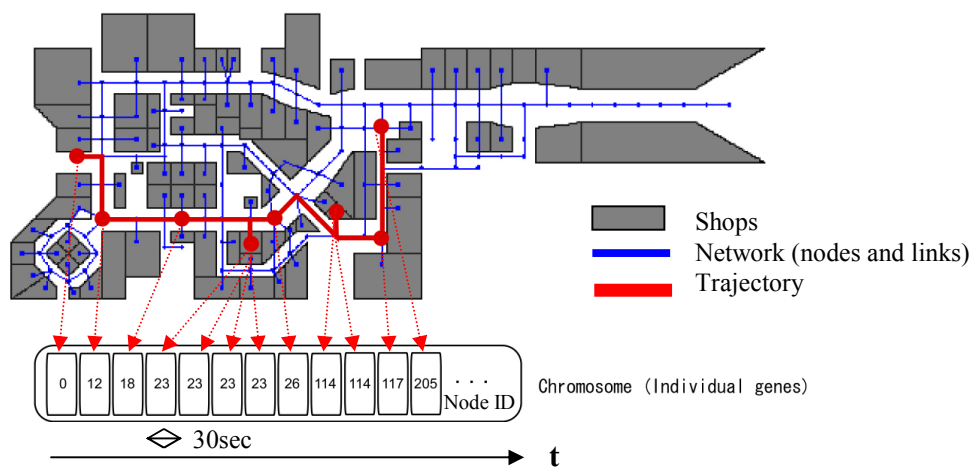 Shops
Network (nodes and links)
Trajectory
0 12 18 23 23 23 23 26 114 114 117 205 . . .
Node ID
Chromosome (Individual genes)
30sec
t